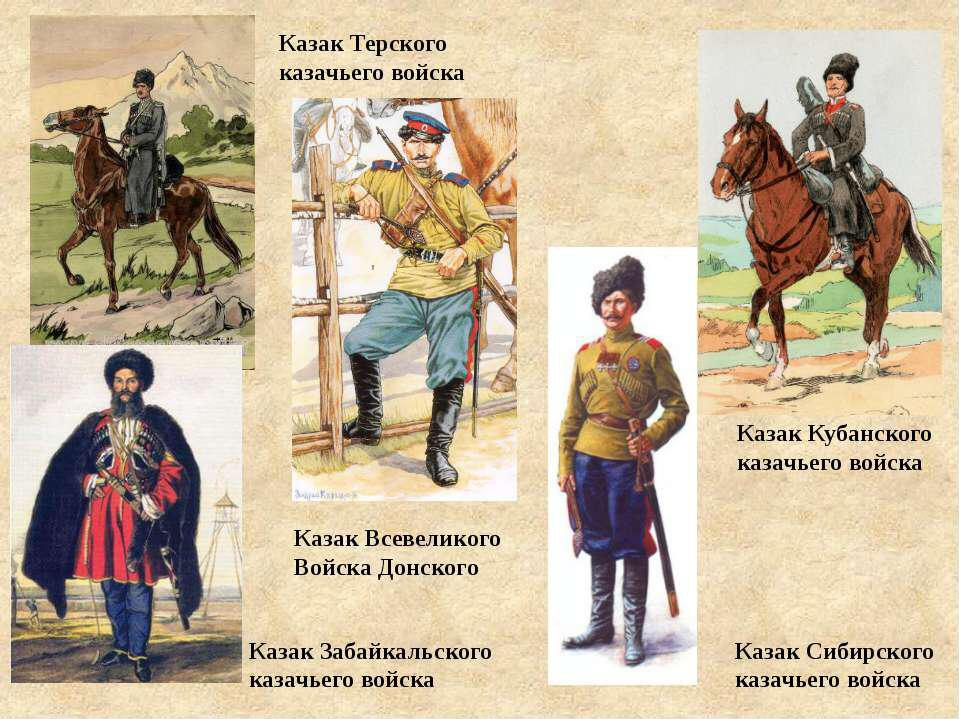 Казак Терского
казачьего войска
Казак Кубанского
казачьего войска
Казак Всевеликого
Войска Донского
Казак Забайкальского
казачьего войска
Казак Сибирского
казачьего войска